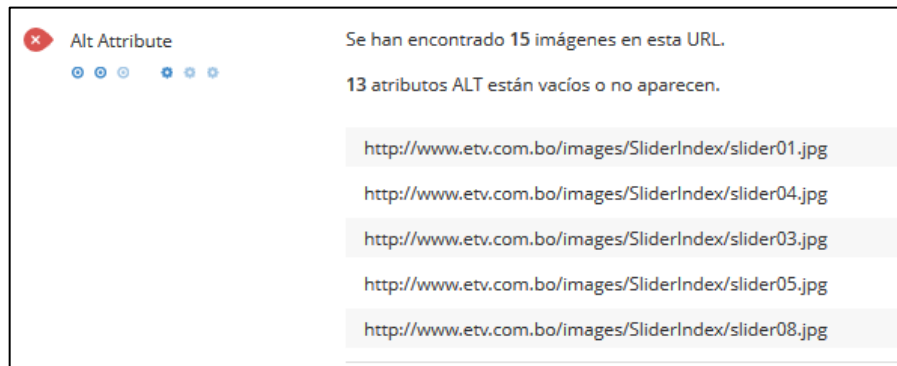 Alt Attribute
Se han encontrado 15 imágenes en esta URL.
13 atributos ALT están vacíos o no aparecen.
http://www.etv.com.bo/images/SliderIndex/slider01.jpg
http://www.etv.com.bo/images/SliderIndex/slider04.jpg
http://www.etv.com.bo/images/SliderIndex/slider03.jpg
http://www.etv.com.bo/images/SliderIndex/slider05.jpg
http://www.etv.com.bo/images/SliderIndex/slider08.jpg